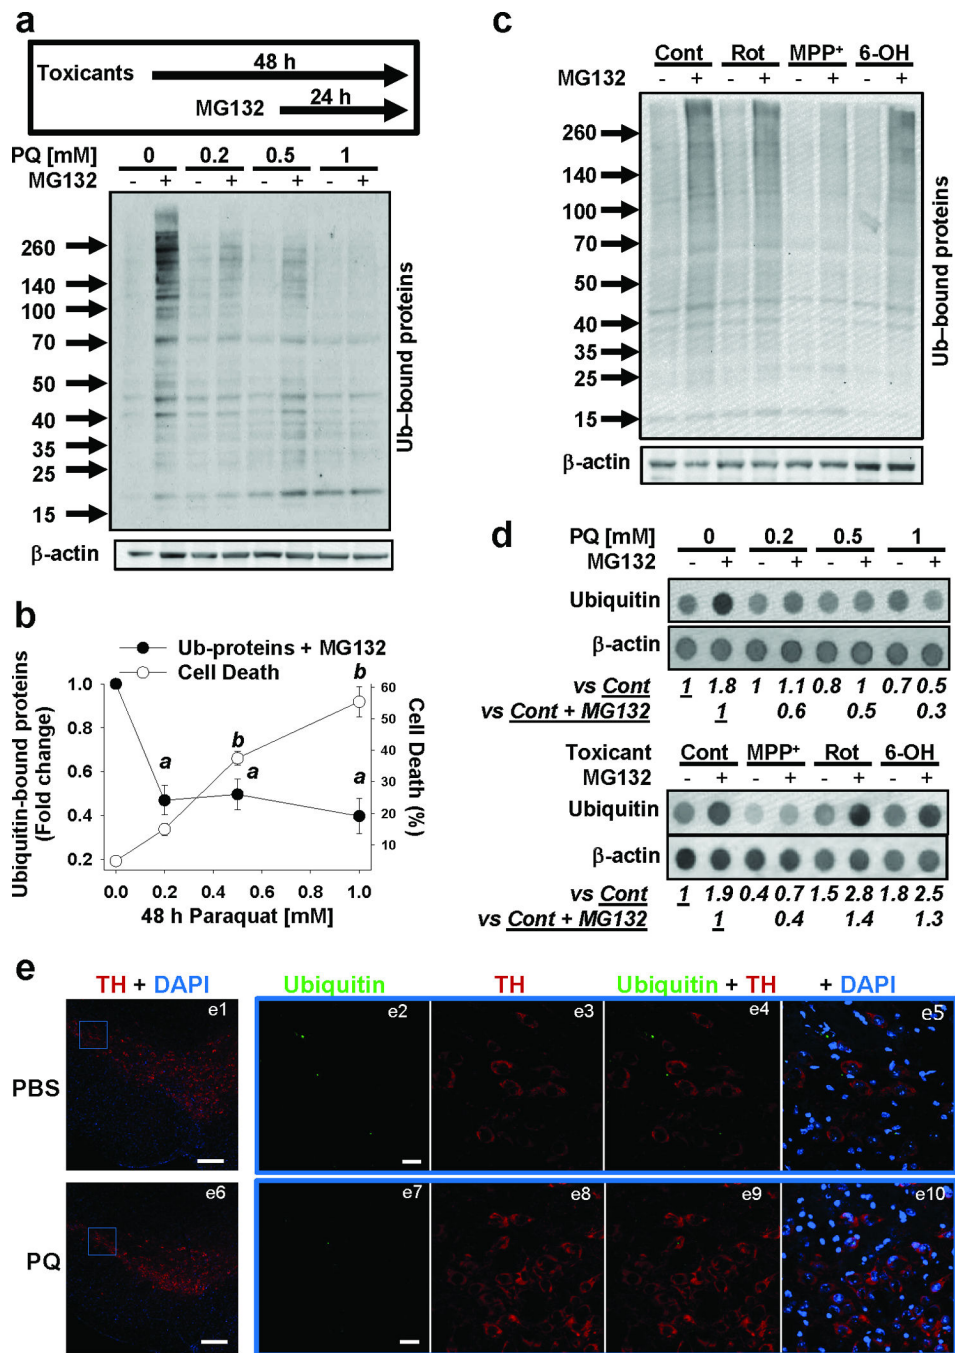 a
Toxicants 48 h
MG132 24 h
PQ [mM] 0 0.2 0.5 1
MG132 - + - + - + - +
260
140
100
70
50
40
35
25
15
Ub–bound proteins
β-actin
b
Ub-proteins + MG132
Cell Death
Ubiquitin-bound proteins
(Fold change)
1.0
0.8
0.6
0.4
0.2
a
b
a
b
a
60
50
40
30
20
10
Cell Death (%)
0.0 0.2 0.4 0.6 0.8 1.0
48 h Paraquat [mM]
c
Cont Rot MPP⁺ 6-OH
MG132 - + - + - + - +
260
140
100
70
40
35
25
15
Ub–bound proteins
β-actin
d
PQ [mM] 0 0.2 0.5 1
MG132 - + - + - + - +
Ubiquitin
β-actin
vs Cont 1 1.8 1 1.1 0.8 1 0.7 0.5
vs Cont + MG132 1 0.6 0.5 0.3
Toxicant Cont MPP⁺ Rot 6-OH
MG132 - + - + - + - +
Ubiquitin
β-actin
vs Cont 1 1.9 0.4 0.7 1.5 2.8 1.8 2.5
vs Cont + MG132 1 0.4 1.4 1.3
e
TH + DAPI Ubiquitin TH Ubiquitin + TH + DAPI
PBS e1 e2 e3 e4 e5
PQ e6 e7 e8 e9 e10